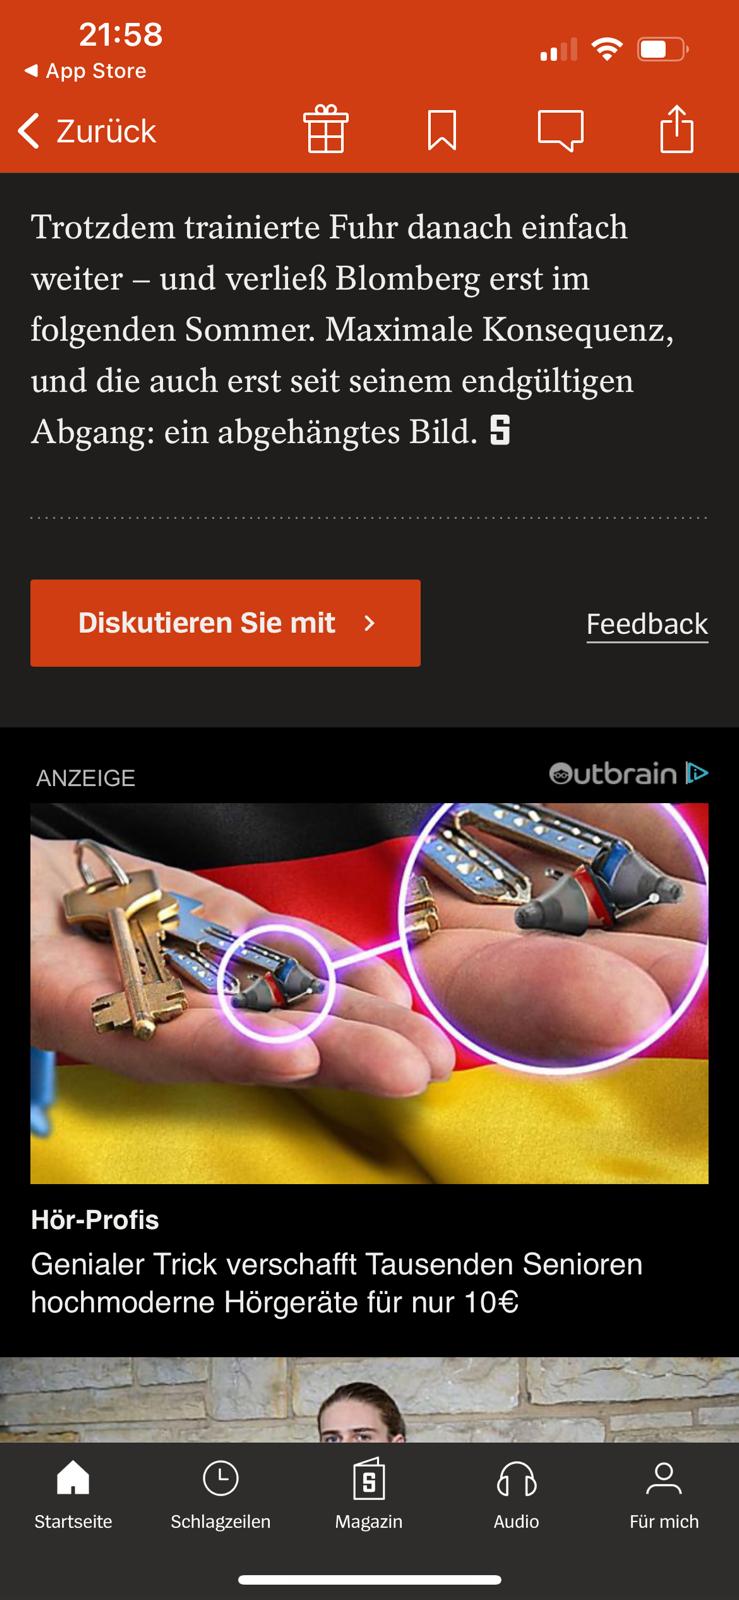 21:58
App Store
Zurück
Trotzdem trainierte Fuhr danach einfach
weiter – und verließ Blomberg erst im
folgenden Sommer. Maximale Konsequenz,
und die auch erst seit seinem endgültigen
Abgang: ein abgehängtes Bild. S
Diskutieren Sie mit
Feedback
ANZEIGE
Outbrain
Hör-Profis
Genialer Trick verschafft Tausenden Senioren
hochmoderne Hörgeräte für nur 10€
S
Startseite
Schlagzeilen
Magazin
Audio
Für mich